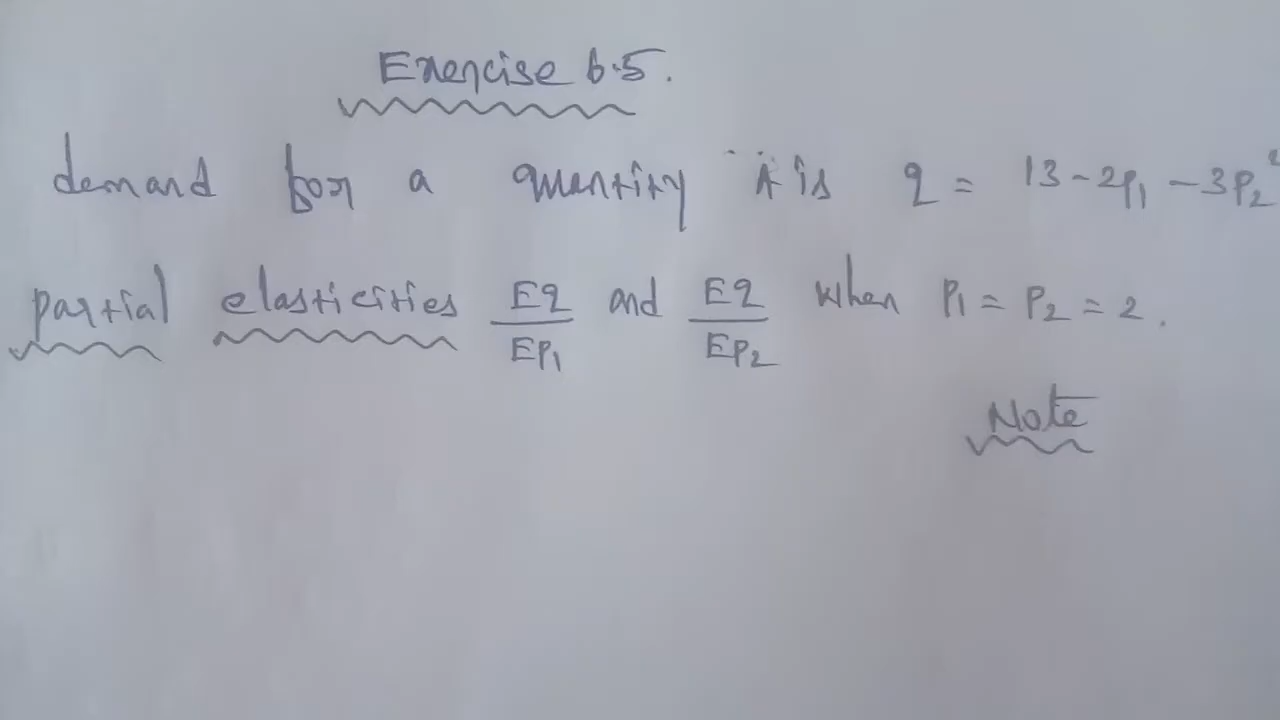 Exercise 6.5.
demand for a quantity A is q = 13 - 2p₁ - 3p₂²
partial elasticities Eq/Ep₁ and Eq/Ep₂ when p₁ = p₂ = 2.
Note